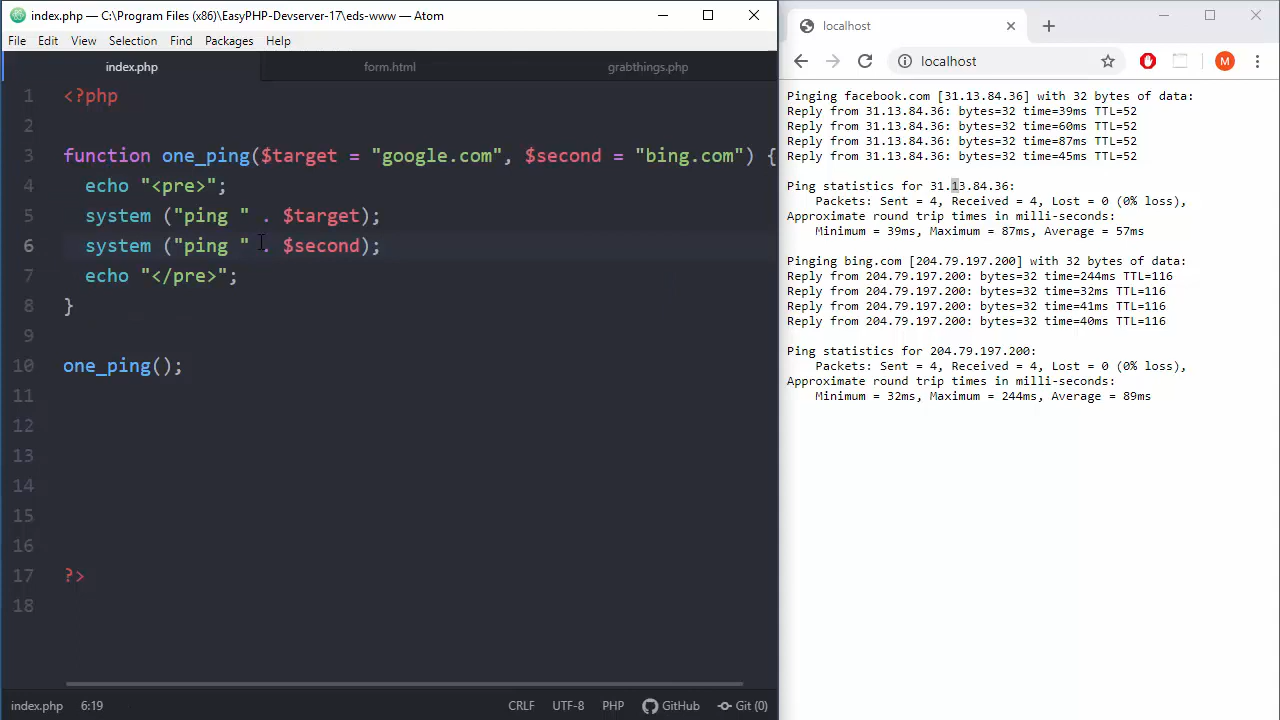 index.php — C:\Program Files (x86)\EasyPHP-Devserver-17\eds-www — Atom
File Edit View Selection Find Packages Help
index.php form.html grabthings.php
1 <?php
2
3 function one_ping($target = "google.com", $second = "bing.com") {
4 echo "<pre>";
5 system ("ping " . $target);
6 system ("ping " . $second);
7 echo "</pre>";
8 }
9
10 one_ping();
11
12
13
14
15
16
17 ?>
18
index.php 6:19 CRLF UTF-8 PHP GitHub Git (0)
localhost
localhost M
Pinging facebook.com [31.13.84.36] with 32 bytes of data:
Reply from 31.13.84.36: bytes=32 time=39ms TTL=52
Reply from 31.13.84.36: bytes=32 time=60ms TTL=52
Reply from 31.13.84.36: bytes=32 time=87ms TTL=52
Reply from 31.13.84.36: bytes=32 time=45ms TTL=52
Ping statistics for 31.13.84.36:
Packets: Sent = 4, Received = 4, Lost = 0 (0% loss),
Approximate round trip times in milli-seconds:
Minimum = 39ms, Maximum = 87ms, Average = 57ms
Pinging bing.com [204.79.197.200] with 32 bytes of data:
Reply from 204.79.197.200: bytes=32 time=244ms TTL=116
Reply from 204.79.197.200: bytes=32 time=32ms TTL=116
Reply from 204.79.197.200: bytes=32 time=41ms TTL=116
Reply from 204.79.197.200: bytes=32 time=40ms TTL=116
Ping statistics for 204.79.197.200:
Packets: Sent = 4, Received = 4, Lost = 0 (0% loss),
Approximate round trip times in milli-seconds:
Minimum = 32ms, Maximum = 244ms, Average = 89ms